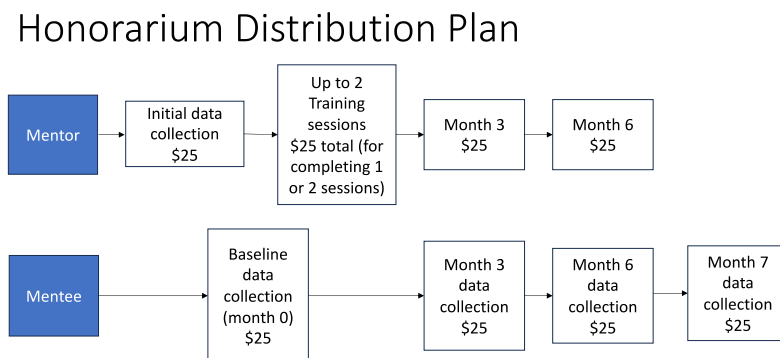 Honorarium Distribution Plan
Mentor
Initial data
collection
$25
Up to 2
Training
sessions
$25 total (for
completing 1
or 2 sessions)
Month 3
$25
Month 6
$25
Mentee
Baseline
data
collection
(month 0)
$25
Month 3
data
collection
$25
Month 6
data
collection
$25
Month 7
data
collection
$25